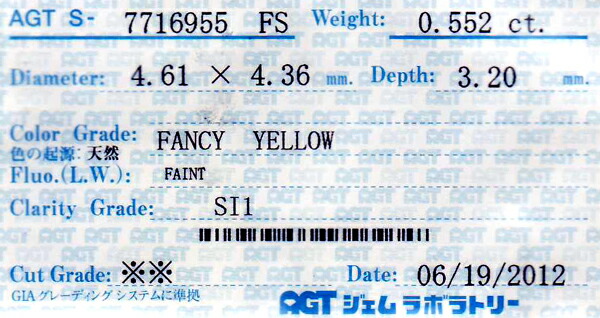 AGT S- 7716955 FS Weight: 0.552 ct.
Diameter: 4.61 × 4.36 mm. Depth: 3.20 mm.
Color Grade: FANCY YELLOW
色の起源: 天然
Fluo.(L.W.): FAINT
Clarity Grade: SI1
Cut Grade: ※※ Date: 06/19/2012
GIAグレーディングシステムに準拠
AGT ジェムラボラトリー